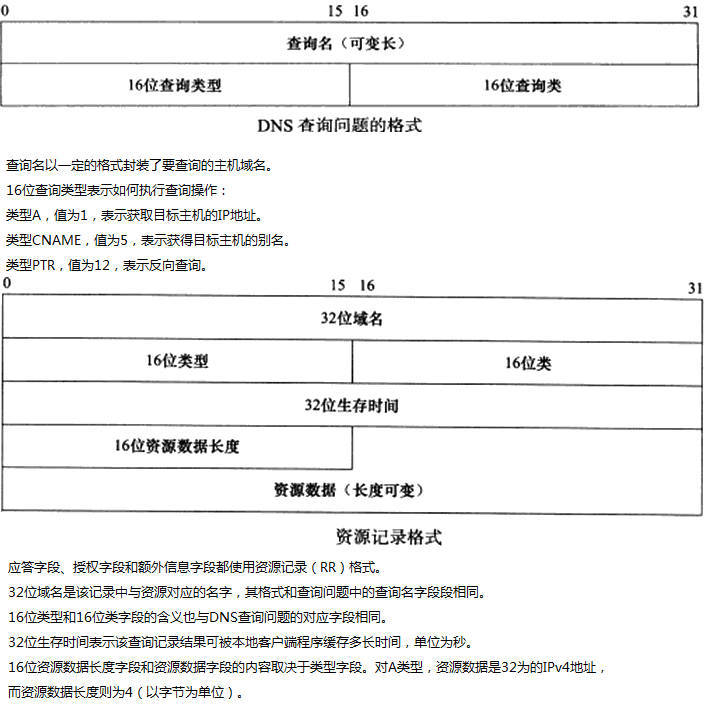 0 15 16 31
查询名（可变长）
16位查询类型 16位查询类
DNS 查询问题的格式
查询名以一定的格式封装了要查询的主机域名。
16位查询类型表示如何执行查询操作：
类型A，值为1，表示获取目标主机的IP地址。
类型CNAME，值为5，表示获得目标主机的别名。
类型PTR，值为12，表示反向查询。
0 15 16 31
32位域名
16位类型 16位类
32位生存时间
16位资源数据长度
资源数据（长度可变）
资源记录格式
应答字段、授权字段和额外信息字段都使用资源记录（RR）格式。
32位域名是该记录中与资源对应的名字，其格式和查询问题中的查询名字段段相同。
16位类型和16位类字段的含义也与DNS查询问题的对应字段相同。
32位生存时间表示该查询记录结果可被本地客户端程序缓存多长时间，单位为秒。
16位资源数据长度字段和资源数据字段的内容取决于类型字段。对A类型，资源数据是32为的IPv4地址，
而资源数据长度则为4（以字节为单位）。